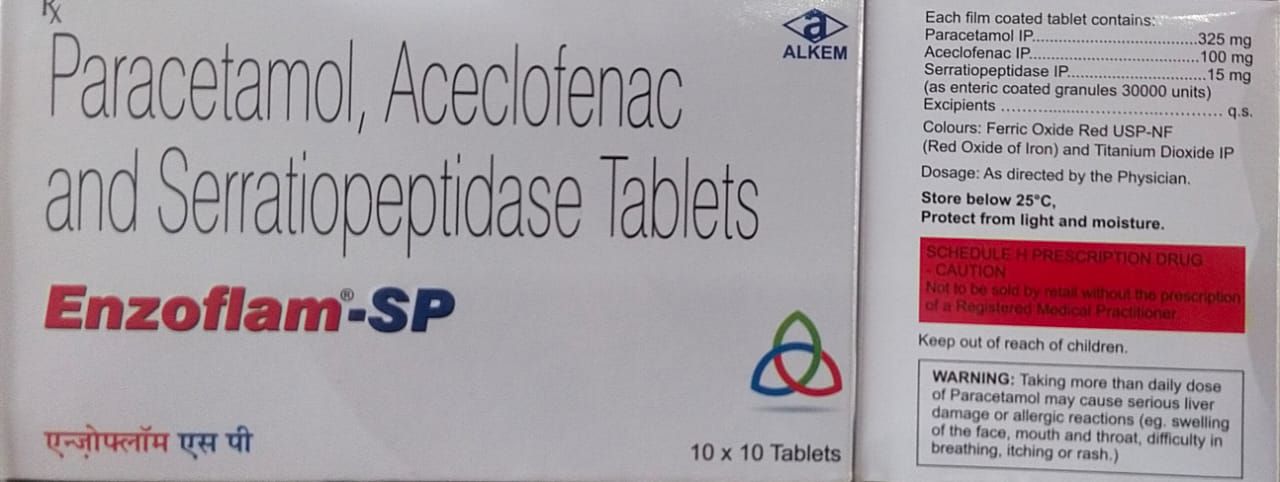 Rx
Paracetamol, Aceclofenac
and Serratiopeptidase Tablets
Enzoflam®-SP
एन्ज़ोफ्लॉम एस पी
a
ALKEM
10 x 10 Tablets
Each film coated tablet contains:
Paracetamol IP....................................325 mg
Aceclofenac IP.....................................100 mg
Serratiopeptidase IP..............................15 mg
(as enteric coated granules 30000 units)
Excipients ........................................ q.s.
Colours: Ferric Oxide Red USP-NF
(Red Oxide of Iron) and Titanium Dioxide IP
Dosage: As directed by the Physician.
Store below 25°C,
Protect from light and moisture.
SCHEDULE H PRESCRIPTION DRUG
- CAUTION
Not to be sold by retail without the prescription
of a Registered Medical Practitioner.
Keep out of reach of children.
WARNING: Taking more than daily dose
of Paracetamol may cause serious liver
damage or allergic reactions (eg. swelling
of the face, mouth and throat, difficulty in
breathing, itching or rash.)